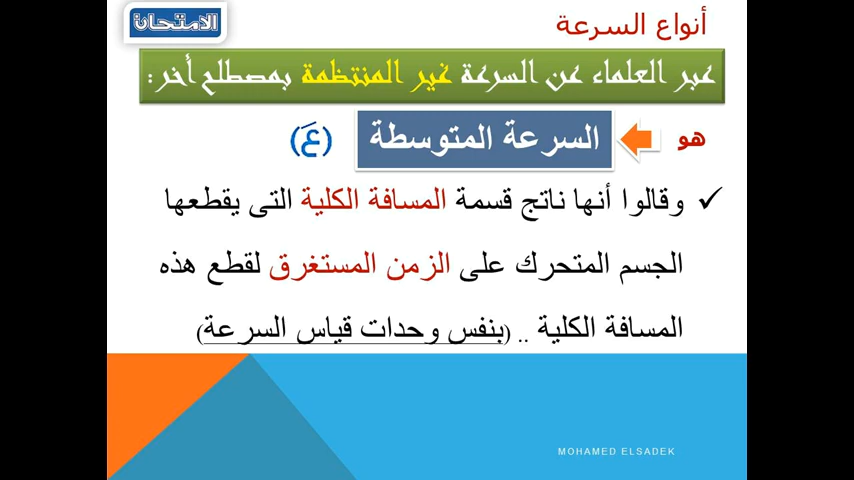 الامتحان
أنواع السرعة
عبر العلماء عن السرعة غير المنتظمة بمصطلح أخر :
هو
السرعة المتوسطة
(عَ)
✓ وقالوا أنها ناتج قسمة المسافة الكلية التى يقطعها
الجسم المتحرك على الزمن المستغرق لقطع هذه
المسافة الكلية .. (بنفس وحدات قياس السرعة)
MOHAMED ELSADEK